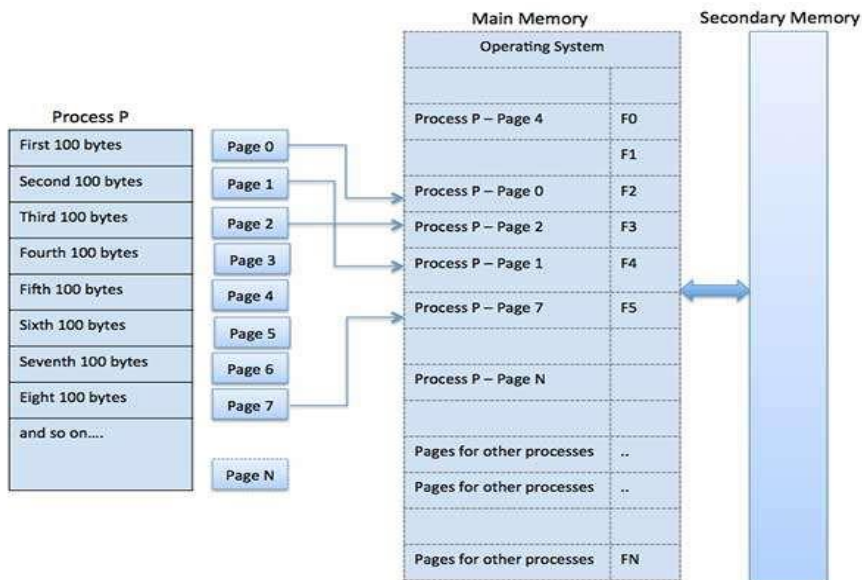 Main Memory
Secondary Memory
Operating System
Process P
First 100 bytes
Second 100 bytes
Third 100 bytes
Fourth 100 bytes
Fifth 100 bytes
Sixth 100 bytes
Seventh 100 bytes
Eight 100 bytes
and so on....
Page 0
Page 1
Page 2
Page 3
Page 4
Page 5
Page 6
Page 7
Page N
Process P – Page 4 F0
F1
Process P – Page 0 F2
Process P – Page 2 F3
Process P – Page 1 F4
Process P – Page 7 F5
Process P – Page N
Pages for other processes ..
Pages for other processes ..
Pages for other processes FN